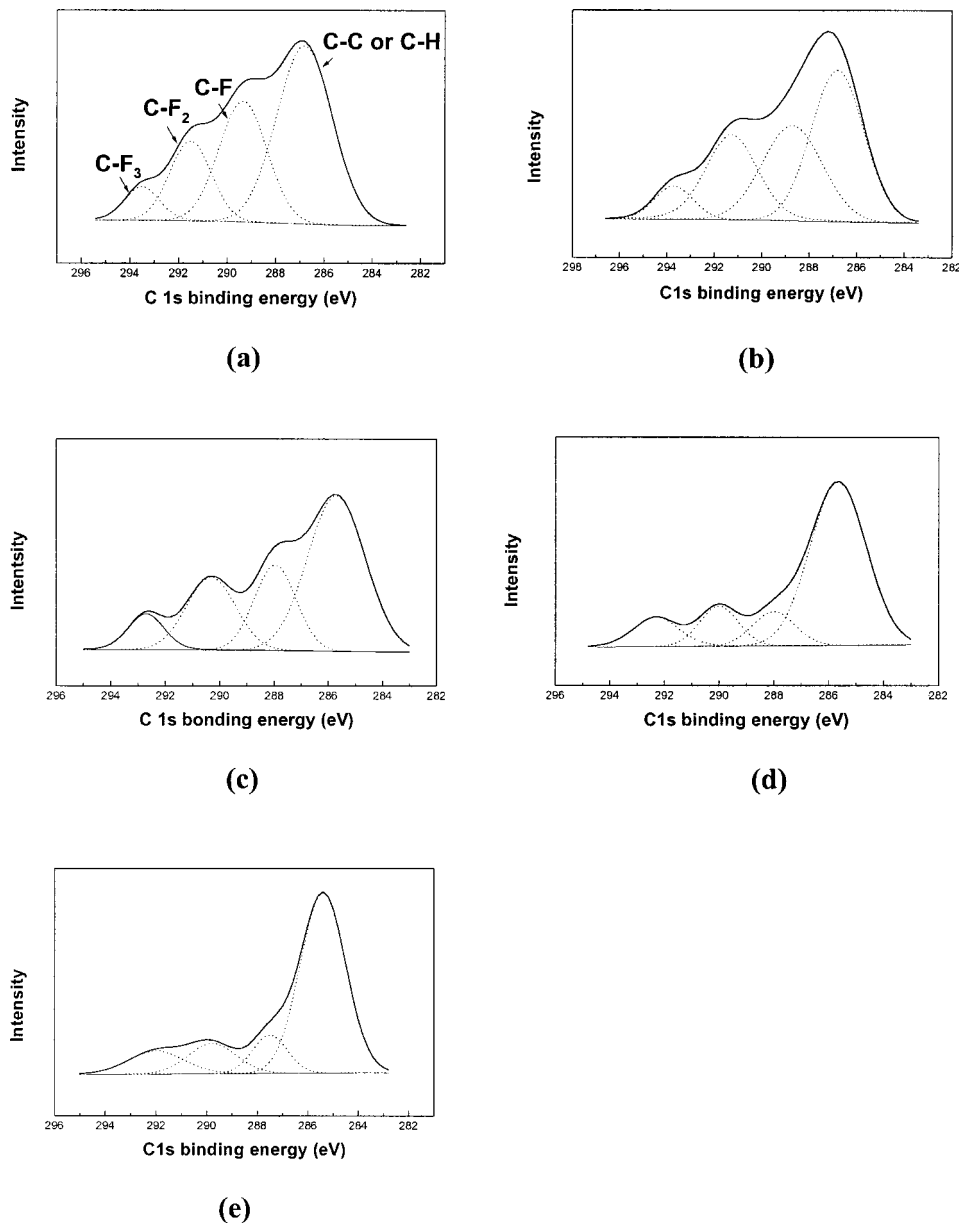 C-C or C-H
C-F
C-F₂
C-F₃
Intensity
296 294 292 290 288 286 284 282
C 1s binding energy (eV)
(a)
Intensity
298 296 294 292 290 288 286 284 282
C1s binding energy (eV)
(b)
Intentsity
296 294 292 290 288 286 284 282
C 1s bonding energy (eV)
(c)
Intensity
296 294 292 290 288 286 284 282
C1s binding energy (eV)
(d)
Intensity
296 294 292 290 288 286 284 282
C1s binding energy (eV)
(e)